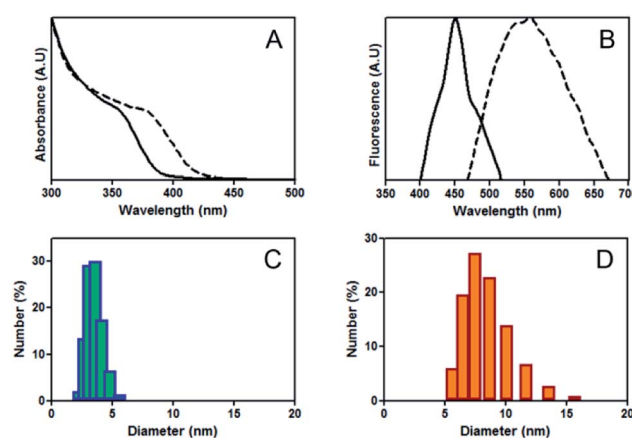 A
Absorbance (A.U)
300 350 400 450 500
Wavelength (nm)
B
Fluorescence (A.U)
350 400 450 500 550 600 650 70
Wavelength (nm)
C
Number (%)
30
20
10
0
0 5 10 15 20
Diameter (nm)
D
Number (%)
30
20
10
0
0 5 10 15 20
Diameter (nm)